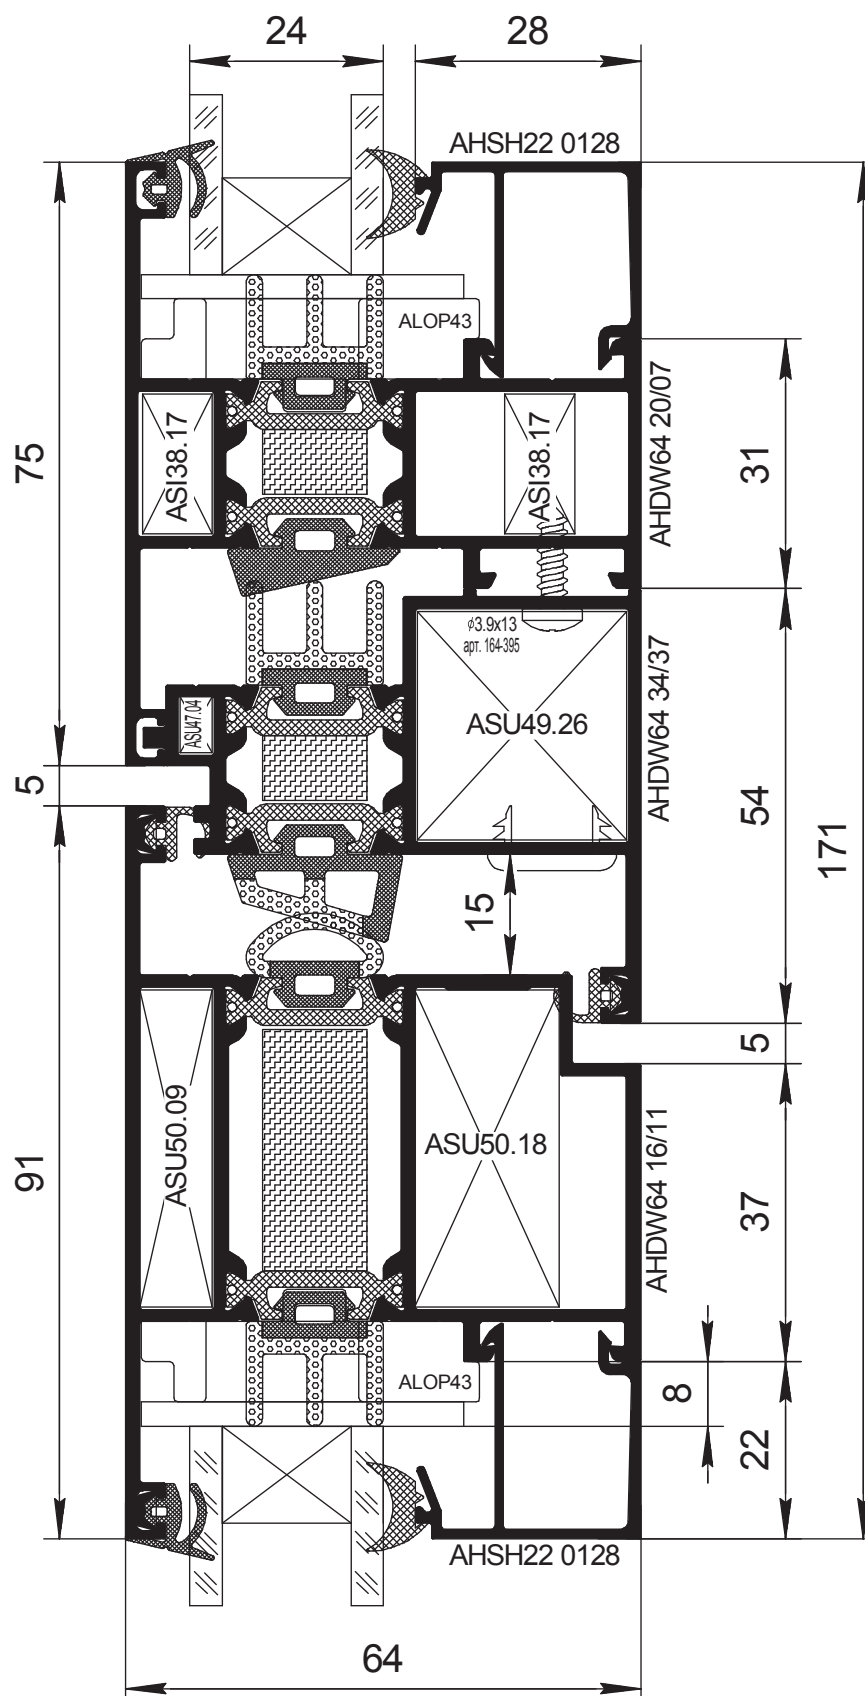 24
28
AHSH22 0128
ALOP43
75
ASI38.17
ASI38.17
AHDW64 20/07
31
ϕ3.9x13
арт. 164-395
ASU47.04
ASU49.26
AHDW64 34/37
5
54
171
15
5
91
ASU50.09
ASU50.18
AHDW64 16/11
37
ALOP43
8
22
AHSH22 0128
64